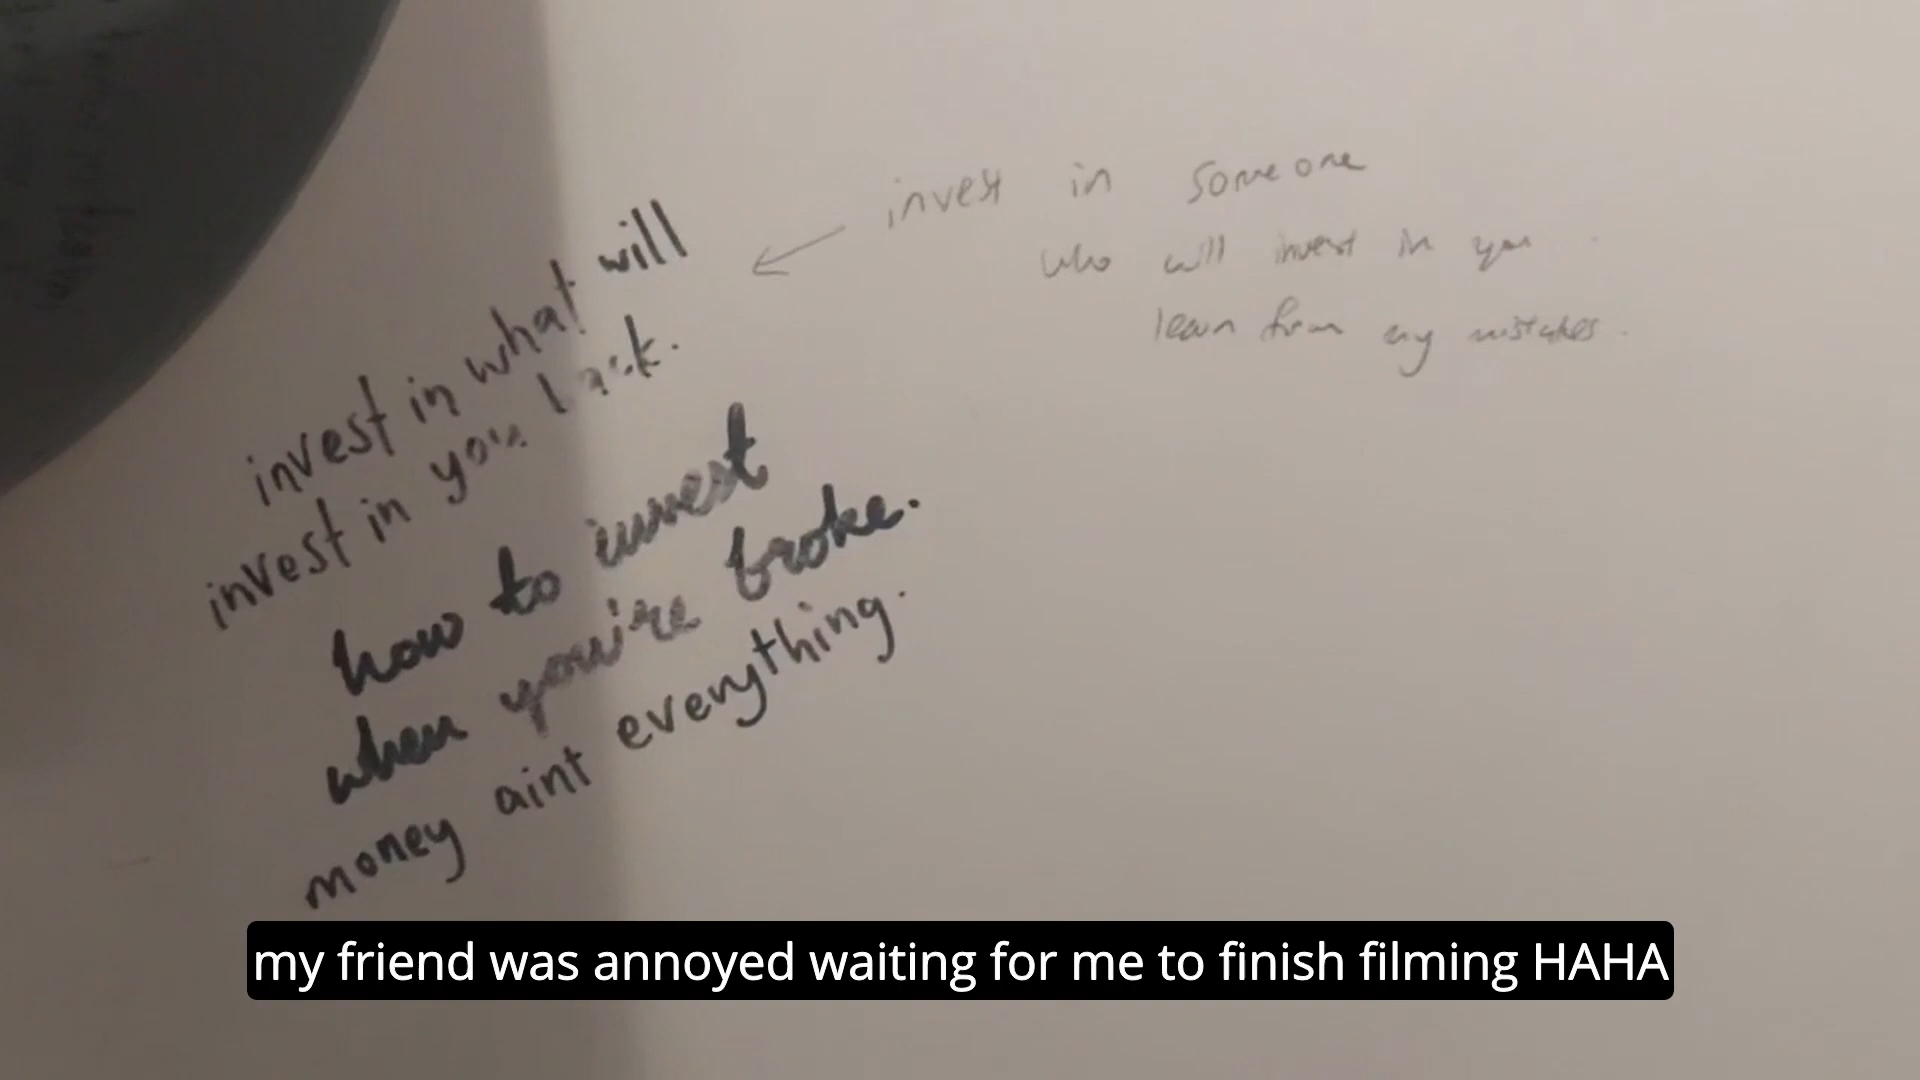 invest in what will
invest in you back.
how to invest
when you're broke.
money aint everything.
invest in someone
who will invest in you.
learn from my mistakes.
my friend was annoyed waiting for me to finish filming HAHA